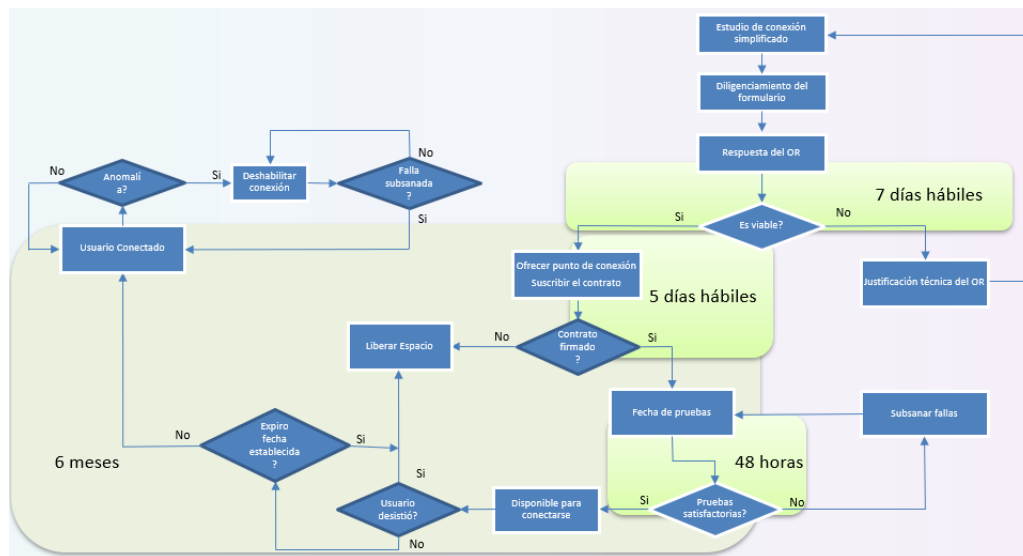 Estudio de conexión
simplificado
Diligenciamiento del
formulario
Respuesta del OR
7 días hábiles
Es viable?
Si
No
Justificación técnica del OR
Ofrecer punto de conexión
Suscribir el contrato
5 días hábiles
Contrato
firmado
?
No
Si
Liberar Espacio
Fecha de pruebas
Subsanar fallas
48 horas
Pruebas
satisfactorias?
Si
No
Disponible para
conectarse
Usuario
desistió?
Si
No
Expiro
fecha
establecida
?
Si
No
6 meses
Usuario Conectado
Anomalí
a?
No
Si
Deshabilitar
conexión
Falla
subsanada
?
No
Si